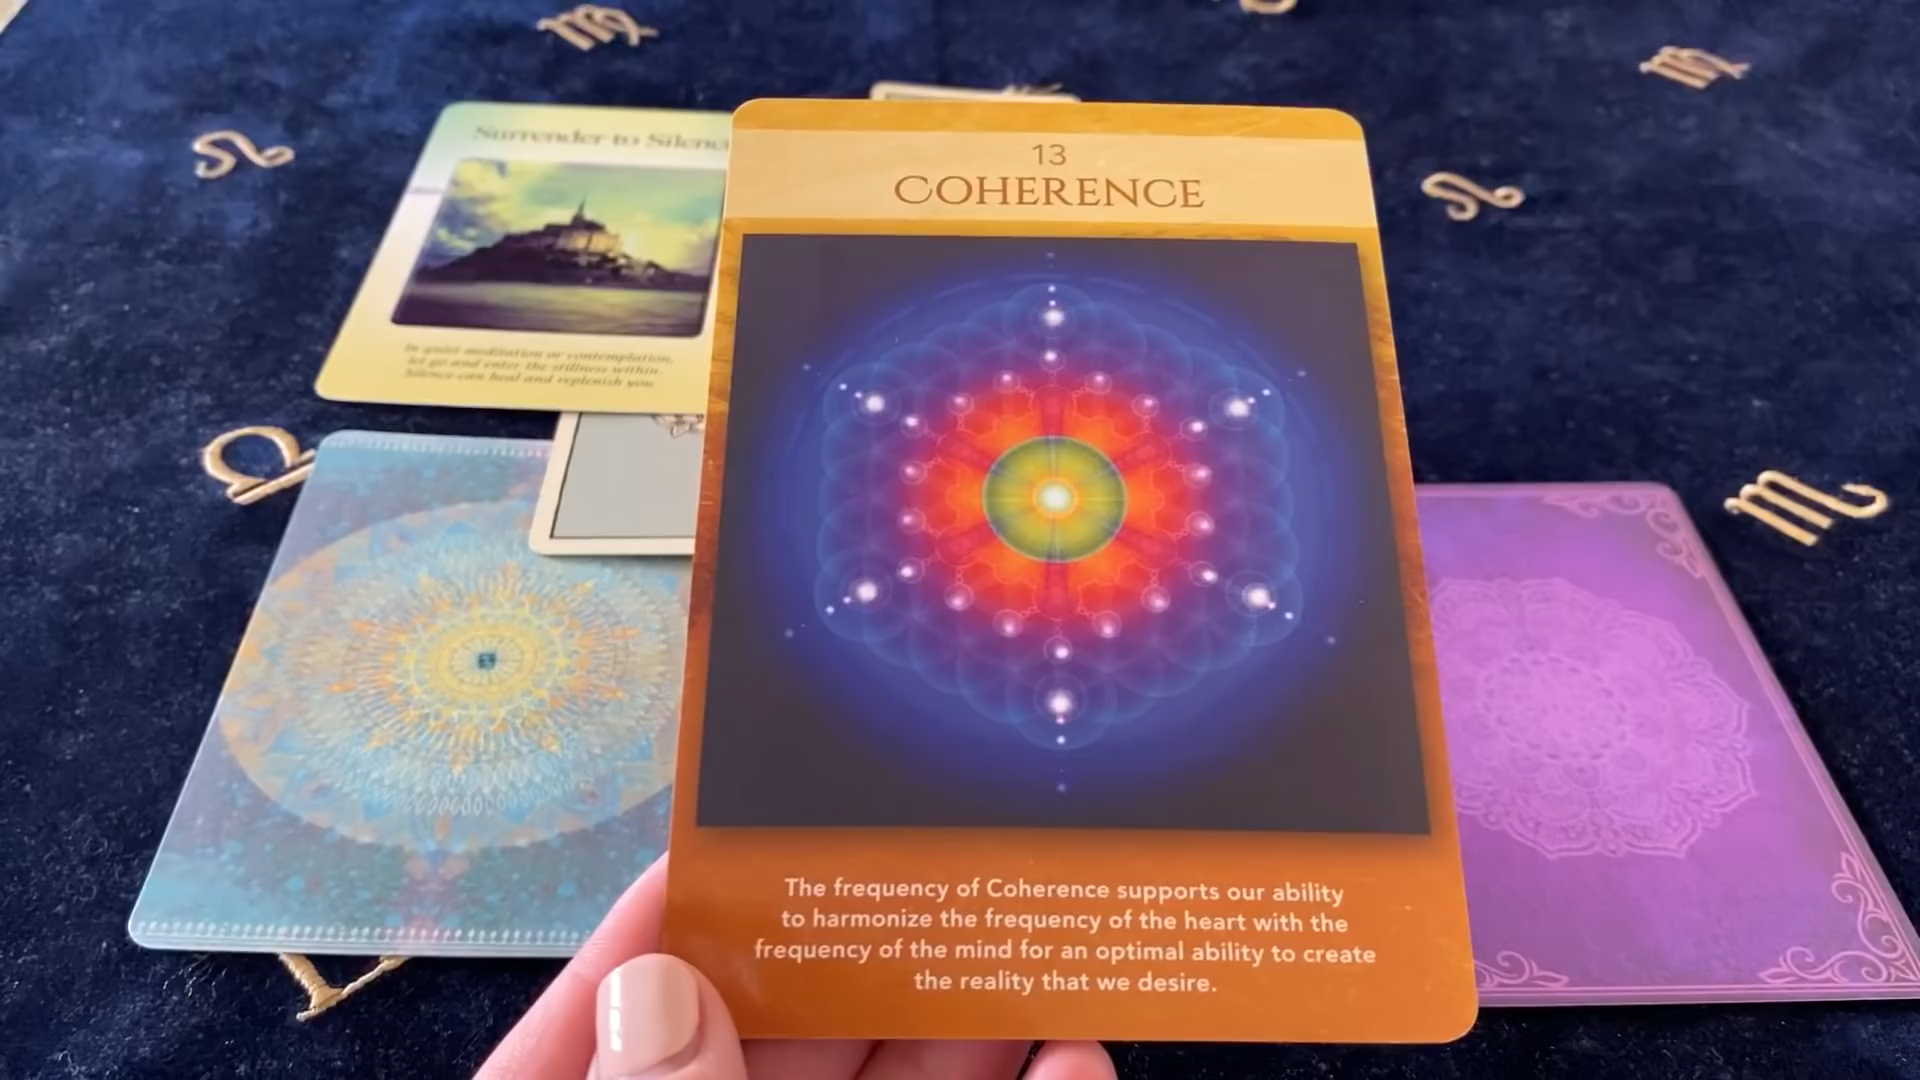 Surrender to Silence
In quiet meditation or contemplation,
let go and enter the stillness within.
Silence can heal and replenish you
13
COHERENCE
The frequency of Coherence supports our ability
to harmonize the frequency of the heart with the
frequency of the mind for an optimal ability to create
the reality that we desire.